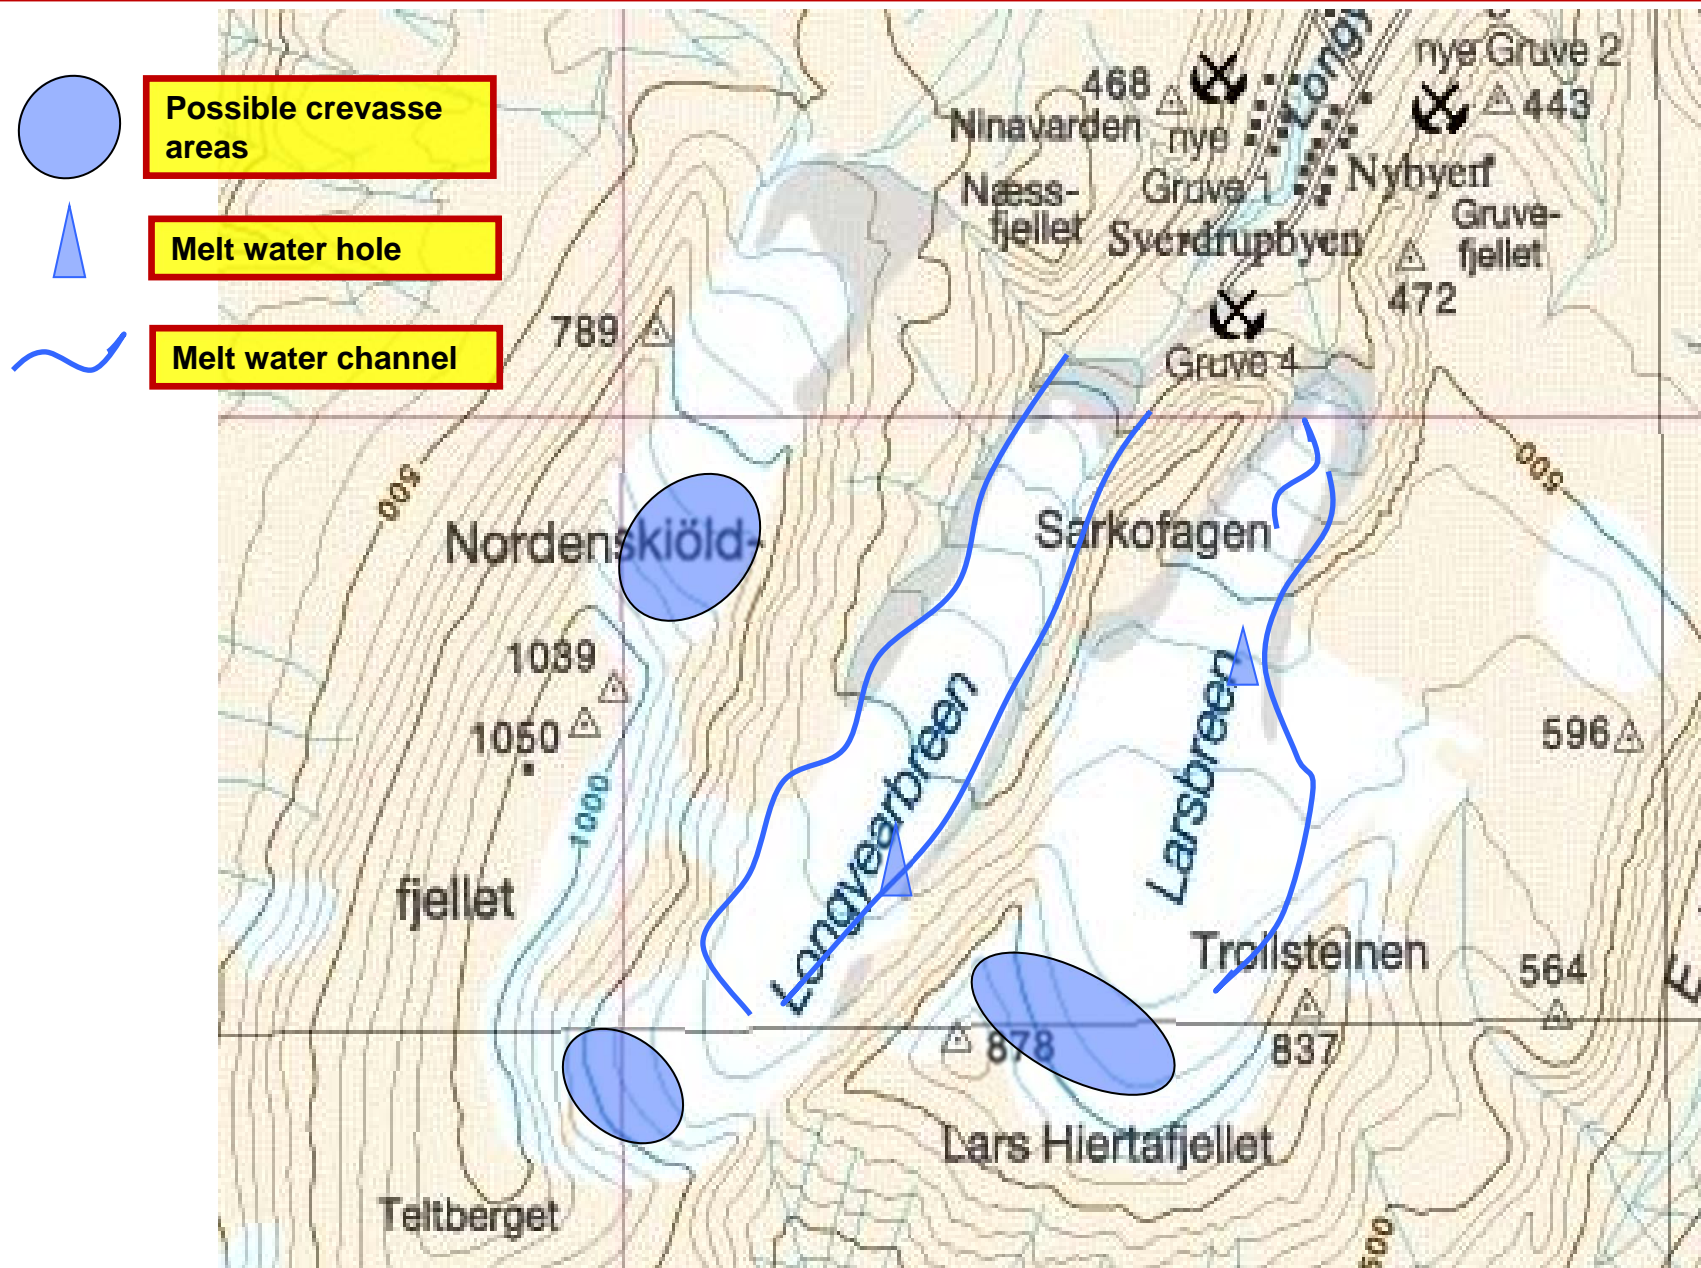 Possible crevasse
areas
Melt water hole
Melt water channel
nye Gruve 2
443
468
Ninavarden
nye
Gruve 1
Næss-
fjellet
Nybyen
Sverdrupbyen
Gruve-
fjellet
472
Gruve 4
789
500
500
Nordenskiöld-
Sarkofagen
1039
1050
1000
fjellet
Longyearbreen
Larsbreen
596
Trollsteinen
564
878
837
Lars Hiertafjellet
Teltberget
500